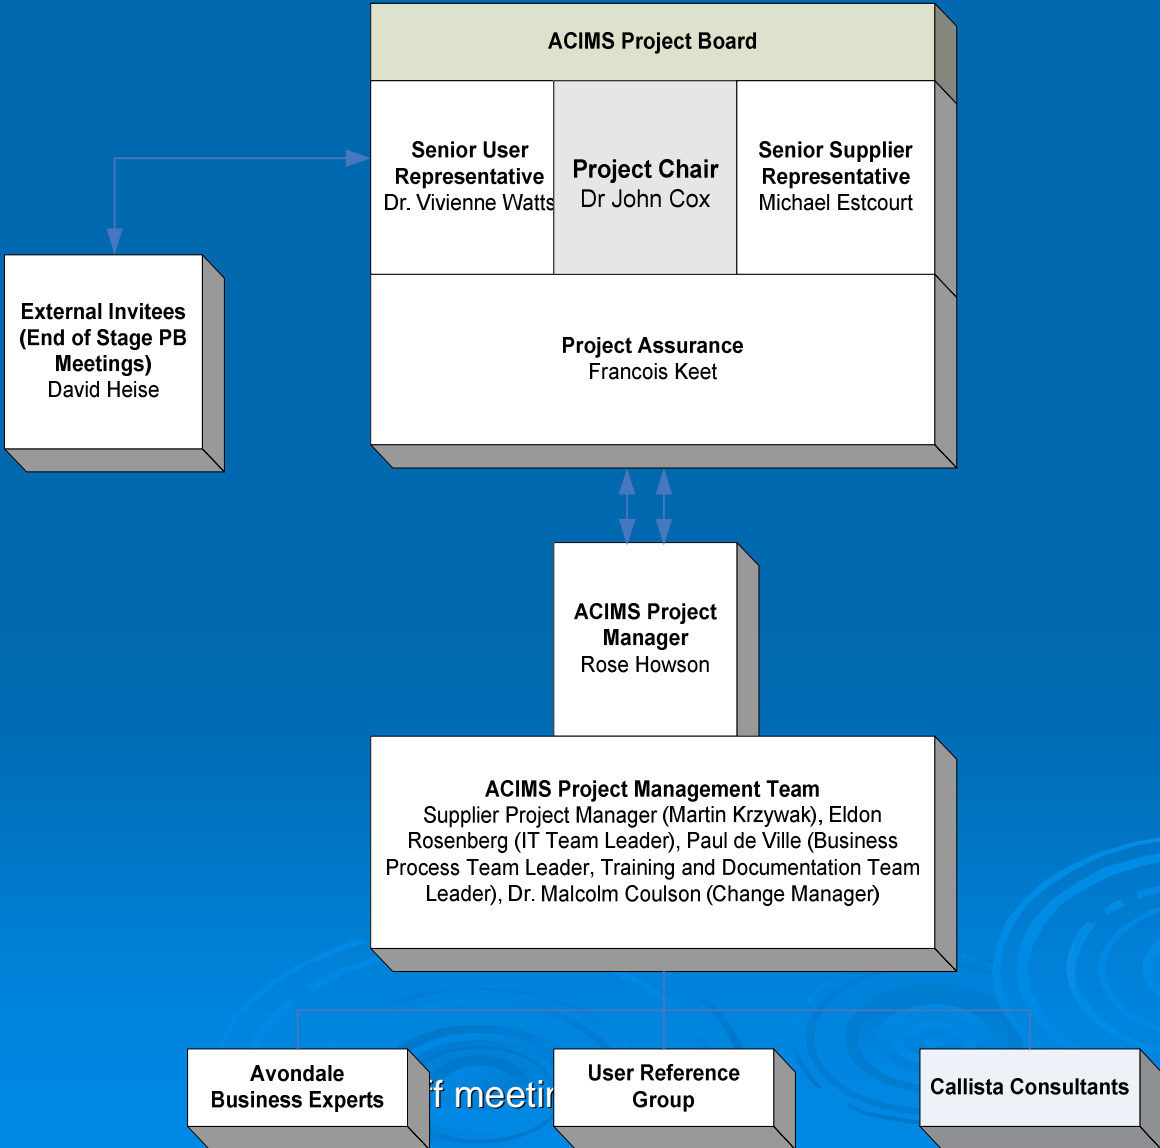 ACIMS Project Board
Senior User
Representative
Dr. Vivienne Watts
Project Chair
Dr John Cox
Senior Supplier
Representative
Michael Estcourt
External Invitees
(End of Stage PB
Meetings)
David Heise
Project Assurance
Francois Keet
ACIMS Project
Manager
Rose Howson
ACIMS Project Management Team
Supplier Project Manager (Martin Krzywak), Eldon
Rosenberg (IT Team Leader), Paul de Ville (Business
Process Team Leader, Training and Documentation Team
Leader), Dr. Malcolm Coulson (Change Manager)
Avondale
Business Experts
User Reference
Group
Callista Consultants